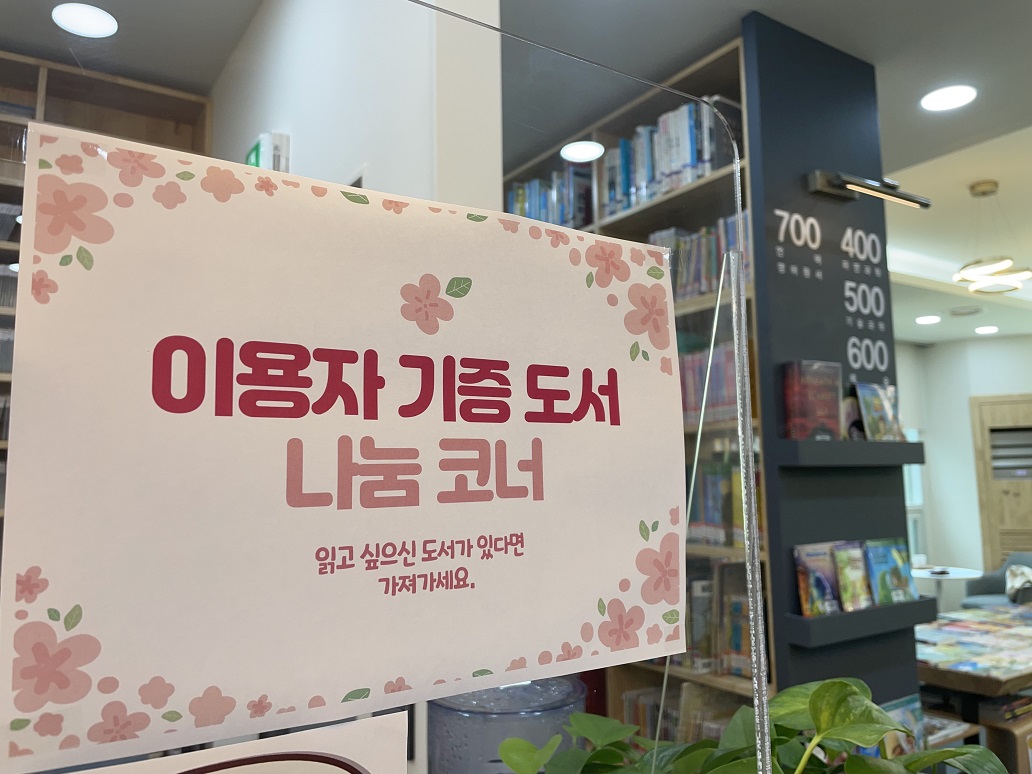 이용자 기증 도서
나눔 코너
읽고 싶으신 도서가 있다면
가져가세요.
700
400
500
600